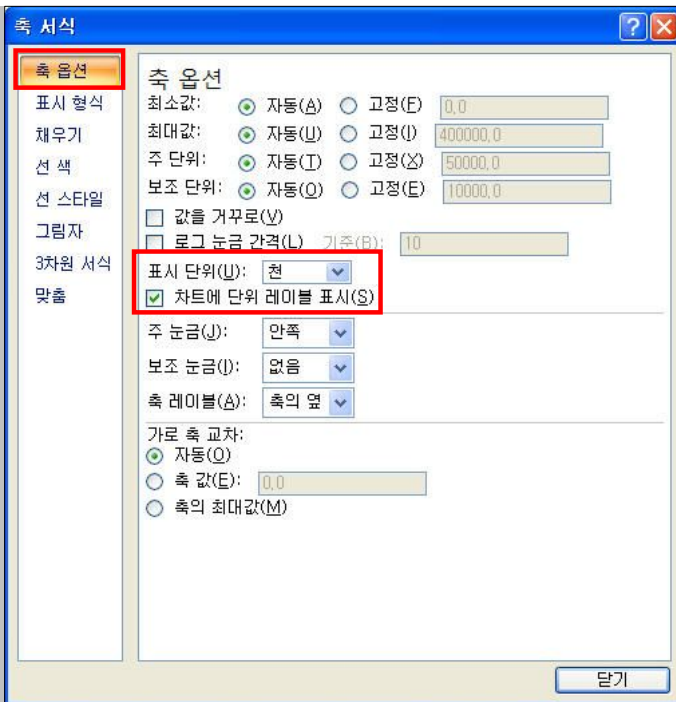 축 서식
축 옵션
표시 형식
채우기
선 색
선 스타일
그림자
3차원 서식
맞춤
축 옵션
최소값: 자동(A) 고정(F) 0,0
최대값: 자동(U) 고정(I) 400000,0
주 단위: 자동(T) 고정(X) 50000,0
보조 단위: 자동(O) 고정(E) 10000,0
값을 거꾸로(V)
로그 눈금 간격(L) 기준(B): 10
표시 단위(U): 천
차트에 단위 레이블 표시(S)
주 눈금(J): 안쪽
보조 눈금(I): 없음
축 레이블(A): 축의 옆
가로 축 교차:
자동(O)
축 값(E): 0,0
축의 최대값(M)
닫기